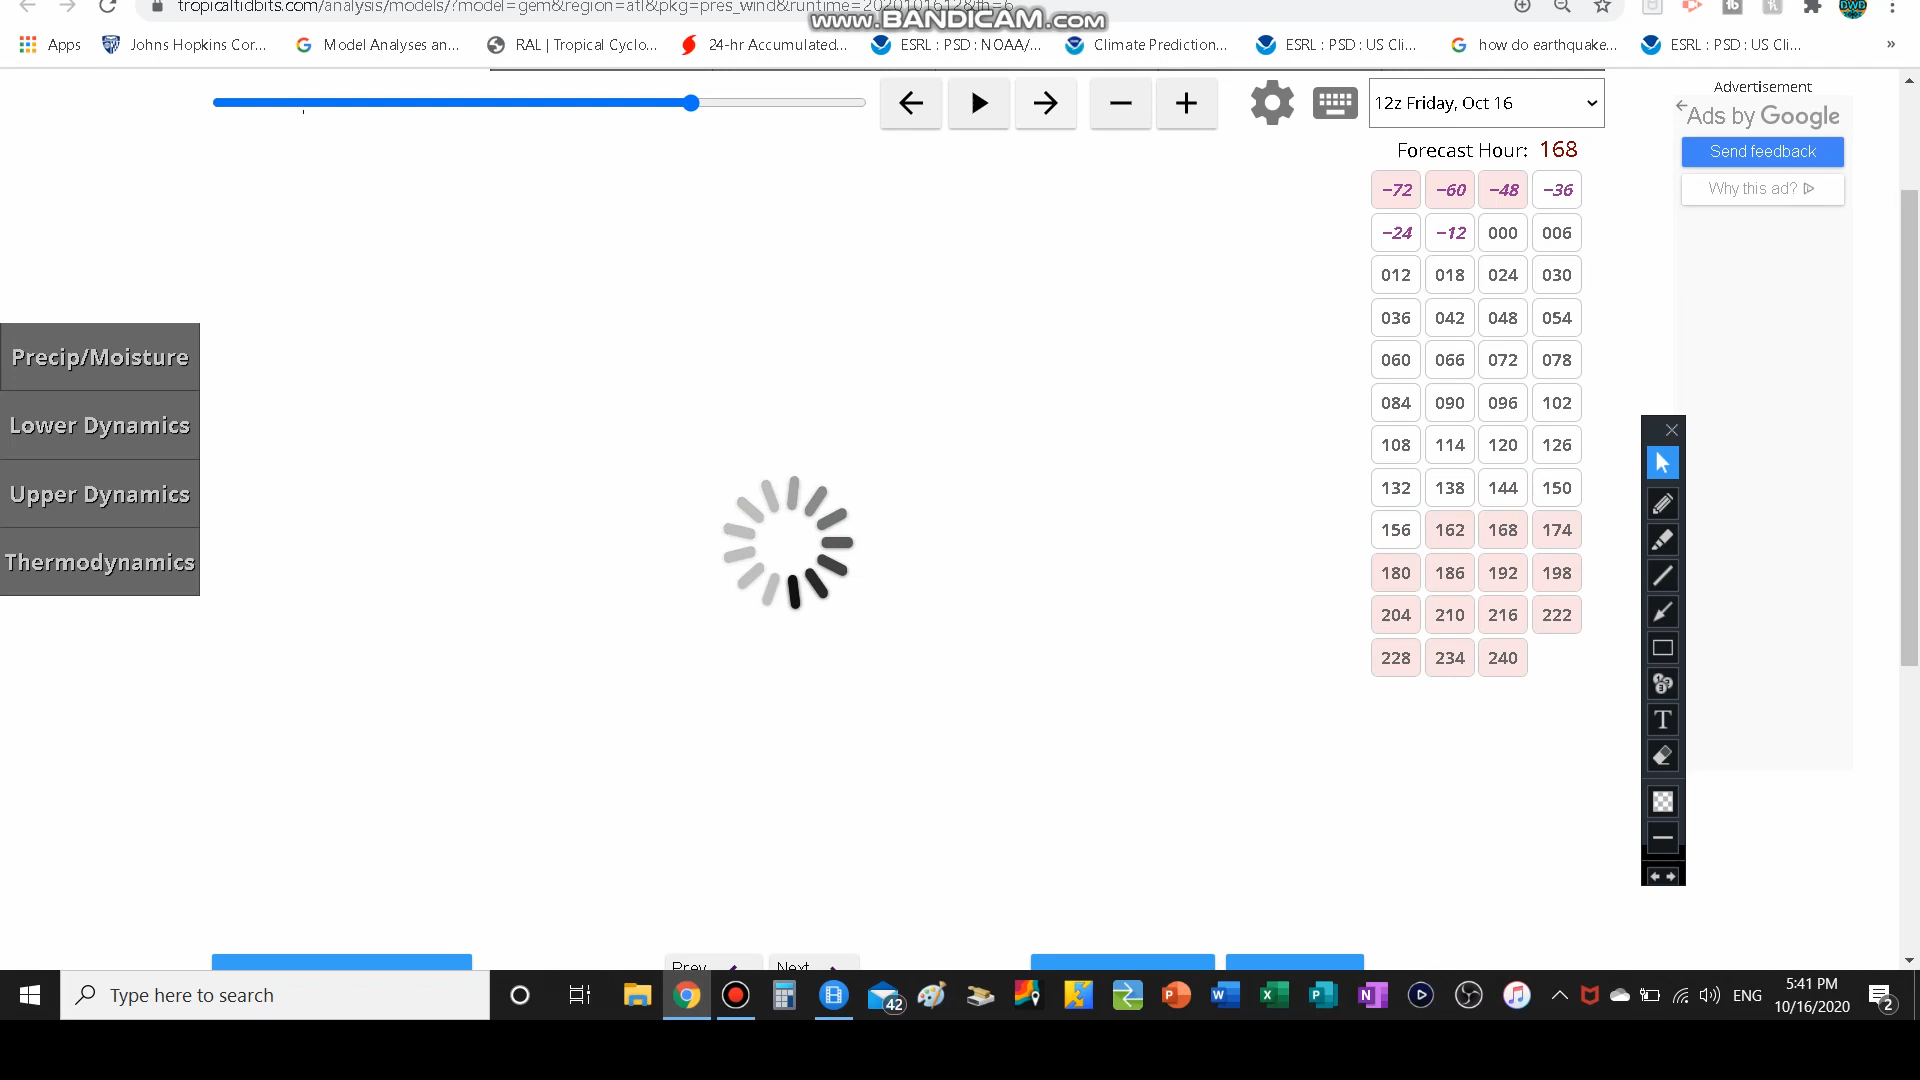 tropicaltidbits.com/analysis/models/?model=gem&region=atl&pkg=pres_wind&runtime=2020101612&fh=6
www.BANDICAM.com
Apps
Johns Hopkins Cor...
Model Analyses an...
RAL | Tropical Cyclo...
24-hr Accumulated...
ESRL : PSD : NOAA/...
Climate Prediction...
ESRL : PSD : US Cli...
how do earthquake...
ESRL : PSD : US Cli...
»
12z Friday, Oct 16
Forecast Hour: 168
-72 -60 -48 -36
-24 -12 000 006
012 018 024 030
036 042 048 054
060 066 072 078
084 090 096 102
108 114 120 126
132 138 144 150
156 162 168 174
180 186 192 198
204 210 216 222
228 234 240
Advertisement
Ads by Google
Send feedback
Why this ad?
Precip/Moisture
Lower Dynamics
Upper Dynamics
Thermodynamics
T
Prev
Next
Type here to search
42
ENG
5:41 PM
10/16/2020
2